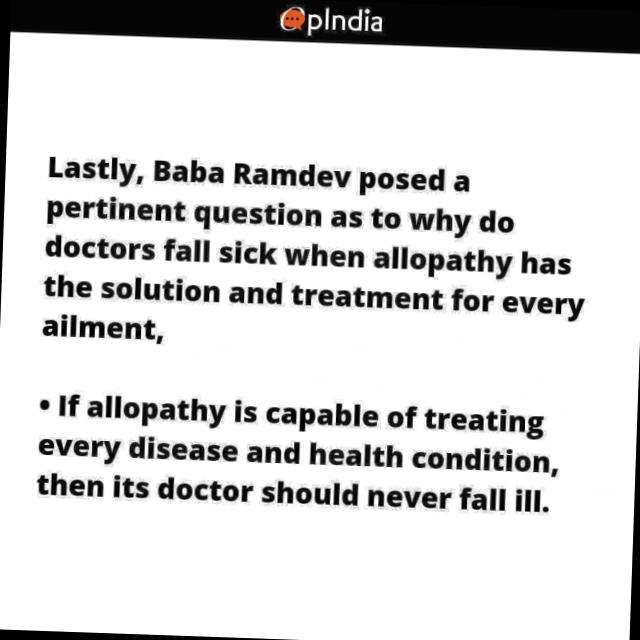 OpIndia
Lastly, Baba Ramdev posed a
pertinent question as to why do
doctors fall sick when allopathy has
the solution and treatment for every
ailment,
• If allopathy is capable of treating
every disease and health condition,
then its doctor should never fall ill.